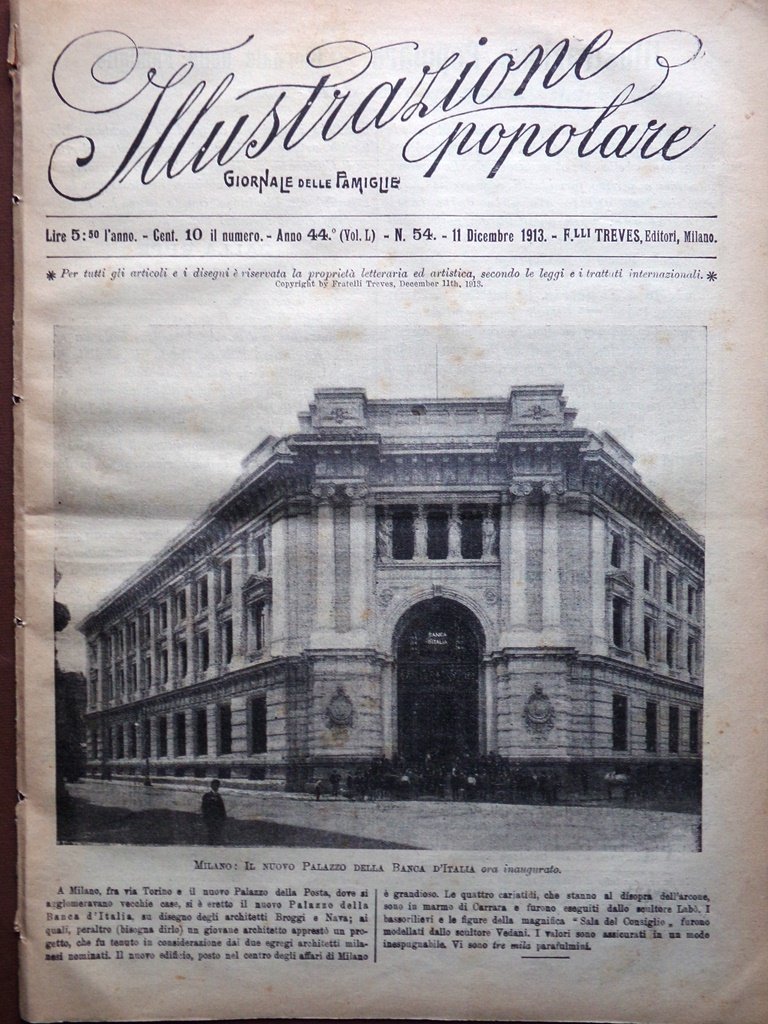 Illustrazione
popolare
GIORNALE DELLE FAMIGLIE
Lire 5:50 l'anno. - Cent. 10 il numero. - Anno 44.° (Vol. L) - N. 54. - 11 Dicembre 1913. - F.LLI TREVES, Editori, Milano.
* Per tutti gli articoli e i disegni è riservata la proprietà letteraria ed artistica, secondo le leggi e i trattati internazionali. *
Copyright by Fratelli Treves, December 11th, 1913.
BANCA
D'ITALIA
MILANO: IL NUOVO PALAZZO DELLA BANCA D'ITALIA ora inaugurato.
A Milano, fra via Torino e il nuovo Palazzo della Posta, dove si
agglomeravano vecchie case, si è eretto il nuovo Palazzo della
Banca d'Italia, su disegno degli architetti Broggi e Nava; ai
quali, peraltro (bisogna dirlo) un giovane architetto apprestò un pro-
getto, che fu tenuto in considerazione dai due egregi architetti mila-
nesi nominati. Il nuovo edificio, posto nel centro degli affari di Milano
è grandioso. Le quattro cariatidi, che stanno al disopra dell'arcone,
sono in marmo di Carrara e furono eseguiti dallo scultore Labò. I
bassorilievi e le figure della magnifica "Sala del Consiglio„ furono
modellati dallo scultore Vedani. I valori sono assicurati in un modo
inespugnabile. Vi sono tre mila parafulmini.